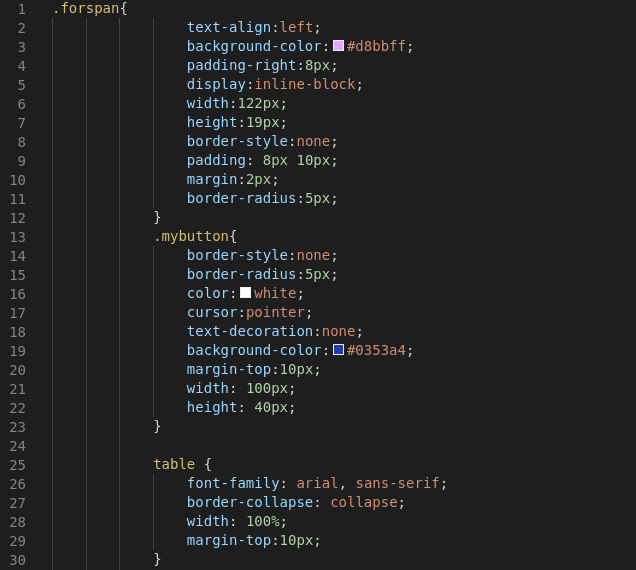 1 .forspan{
2 text-align:left;
3 background-color:#d8bbff;
4 padding-right:8px;
5 display:inline-block;
6 width:122px;
7 height:19px;
8 border-style:none;
9 padding: 8px 10px;
10 margin:2px;
11 border-radius:5px;
12 }
13 .mybutton{
14 border-style:none;
15 border-radius:5px;
16 color:white;
17 cursor:pointer;
18 text-decoration:none;
19 background-color:#0353a4;
20 margin-top:10px;
21 width: 100px;
22 height: 40px;
23 }
24
25 table {
26 font-family: arial, sans-serif;
27 border-collapse: collapse;
28 width: 100%;
29 margin-top:10px;
30 }